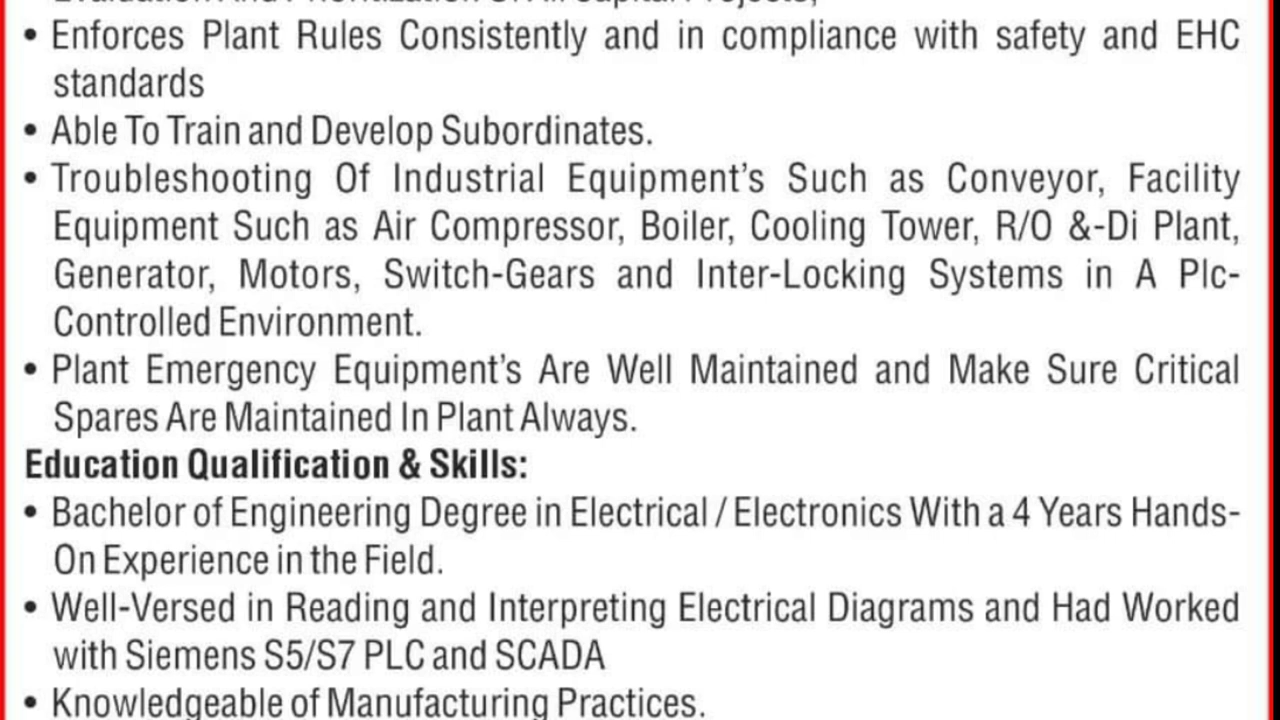 • Enforces Plant Rules Consistently and in compliance with safety and EHC
standards
• Able To Train and Develop Subordinates.
• Troubleshooting Of Industrial Equipment's Such as Conveyor, Facility
Equipment Such as Air Compressor, Boiler, Cooling Tower, R/O &-Di Plant,
Generator, Motors, Switch-Gears and Inter-Locking Systems in A Plc-
Controlled Environment.
• Plant Emergency Equipment's Are Well Maintained and Make Sure Critical
Spares Are Maintained In Plant Always.
Education Qualification & Skills:
• Bachelor of Engineering Degree in Electrical / Electronics With a 4 Years Hands-
On Experience in the Field.
• Well-Versed in Reading and Interpreting Electrical Diagrams and Had Worked
with Siemens S5/S7 PLC and SCADA
• Knowledgeable of Manufacturing Practices.